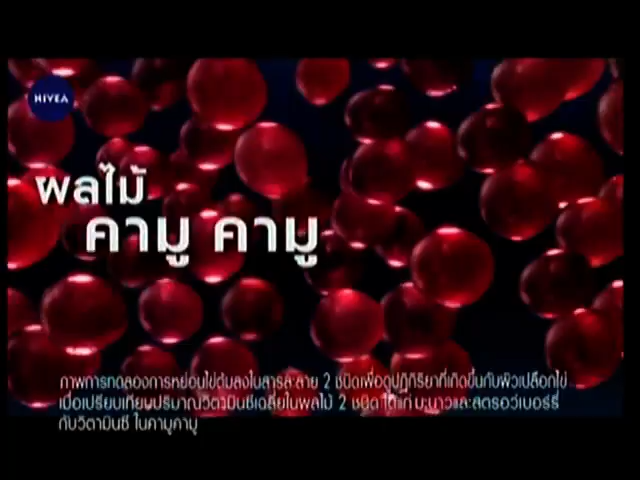 NIVEA
ผลไม้
คามู คามู
ภาพการทดลองการหย่อนไข่ต้มลงในสารละลาย 2 ชนิดเพื่อดูปฏิกิริยาที่เกิดขึ้นกับผิวเปลือกไข่
เมื่อเปรียบเทียบปริมาณวิตามินซีเฉลี่ยในผลไม้ 2 ชนิด ได้แก่ มะนาวและสตรอว์เบอร์รี่
กับวิตามินซี ในคามูคามู